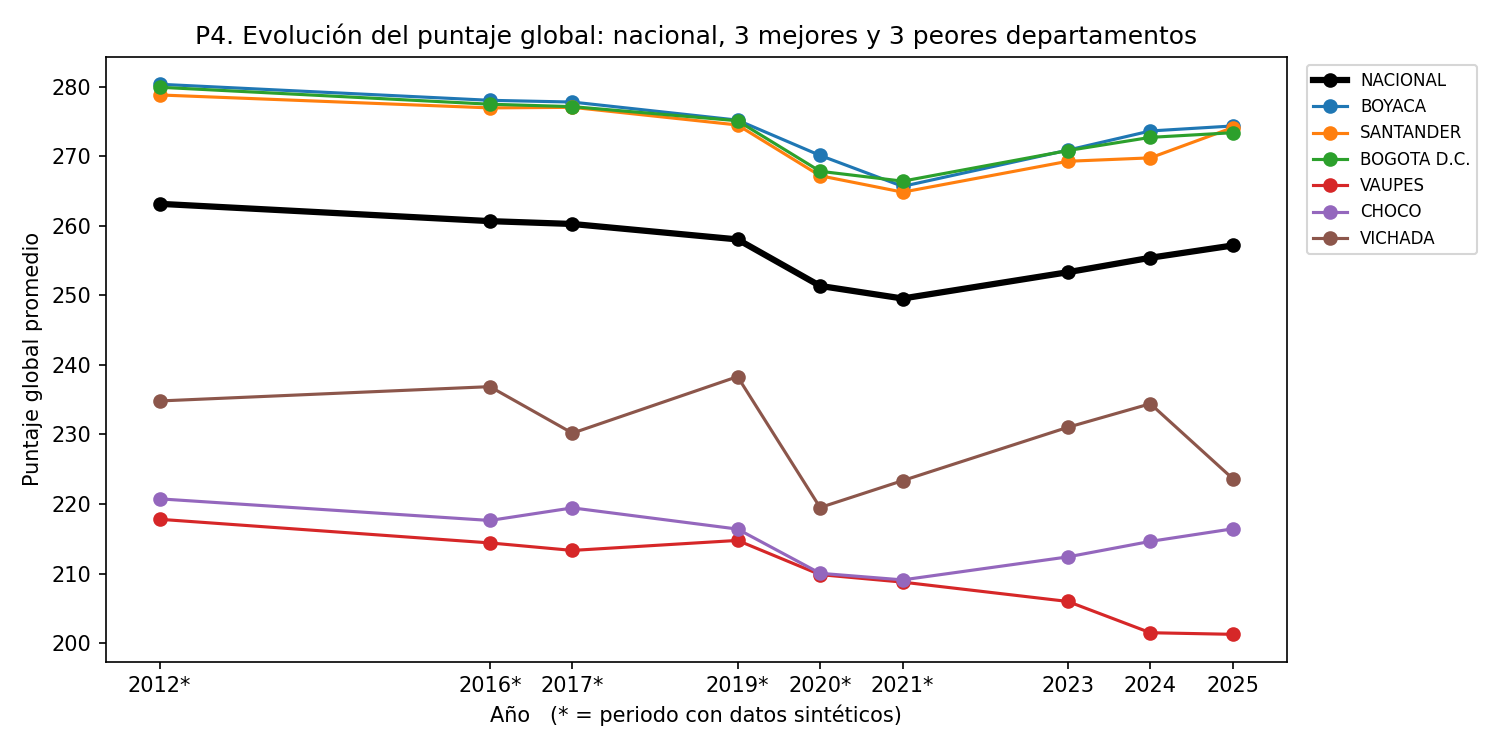 P4. Evolución del puntaje global: nacional, 3 mejores y 3 peores departamentos
Puntaje global promedio
280
270
260
250
240
230
220
210
200
2012* 2016* 2017* 2019* 2020* 2021* 2023 2024 2025
Año (* = periodo con datos sintéticos)
NACIONAL
BOYACA
SANTANDER
BOGOTA D.C.
VAUPES
CHOCO
VICHADA